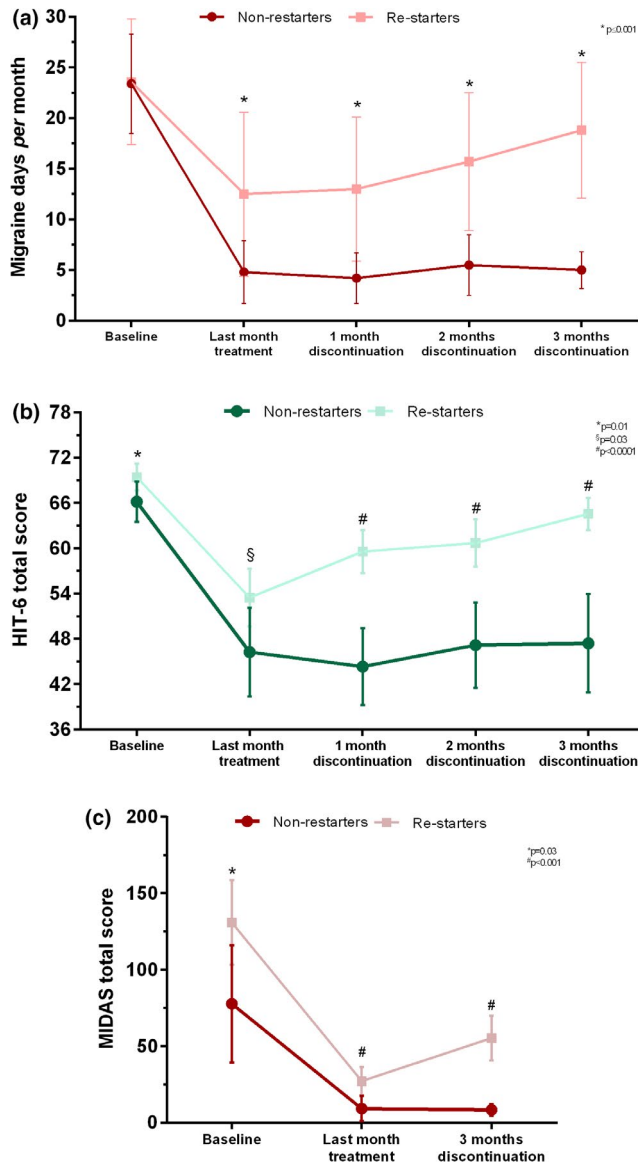 (a)
Non-restarters Re-starters
* p≤0.001
30
25
20
15
10
5
0
Migraine days per month
* * * *
Baseline
Last month treatment
1 month discontinuation
2 months discontinuation
3 months discontinuation
(b)
Non-restarters Re-starters
*p=0.01
§p=0.03
#p<0.0001
78
72
66
60
54
48
42
36
HIT-6 total score
* § # # #
Baseline
Last month treatment
1 month discontinuation
2 months discontinuation
3 months discontinuation
(c)
Non-restarters Re-starters
*p=0.03
#p<0.001
200
150
100
50
0
MIDAS total score
* # #
Baseline
Last month treatment
3 months discontinuation